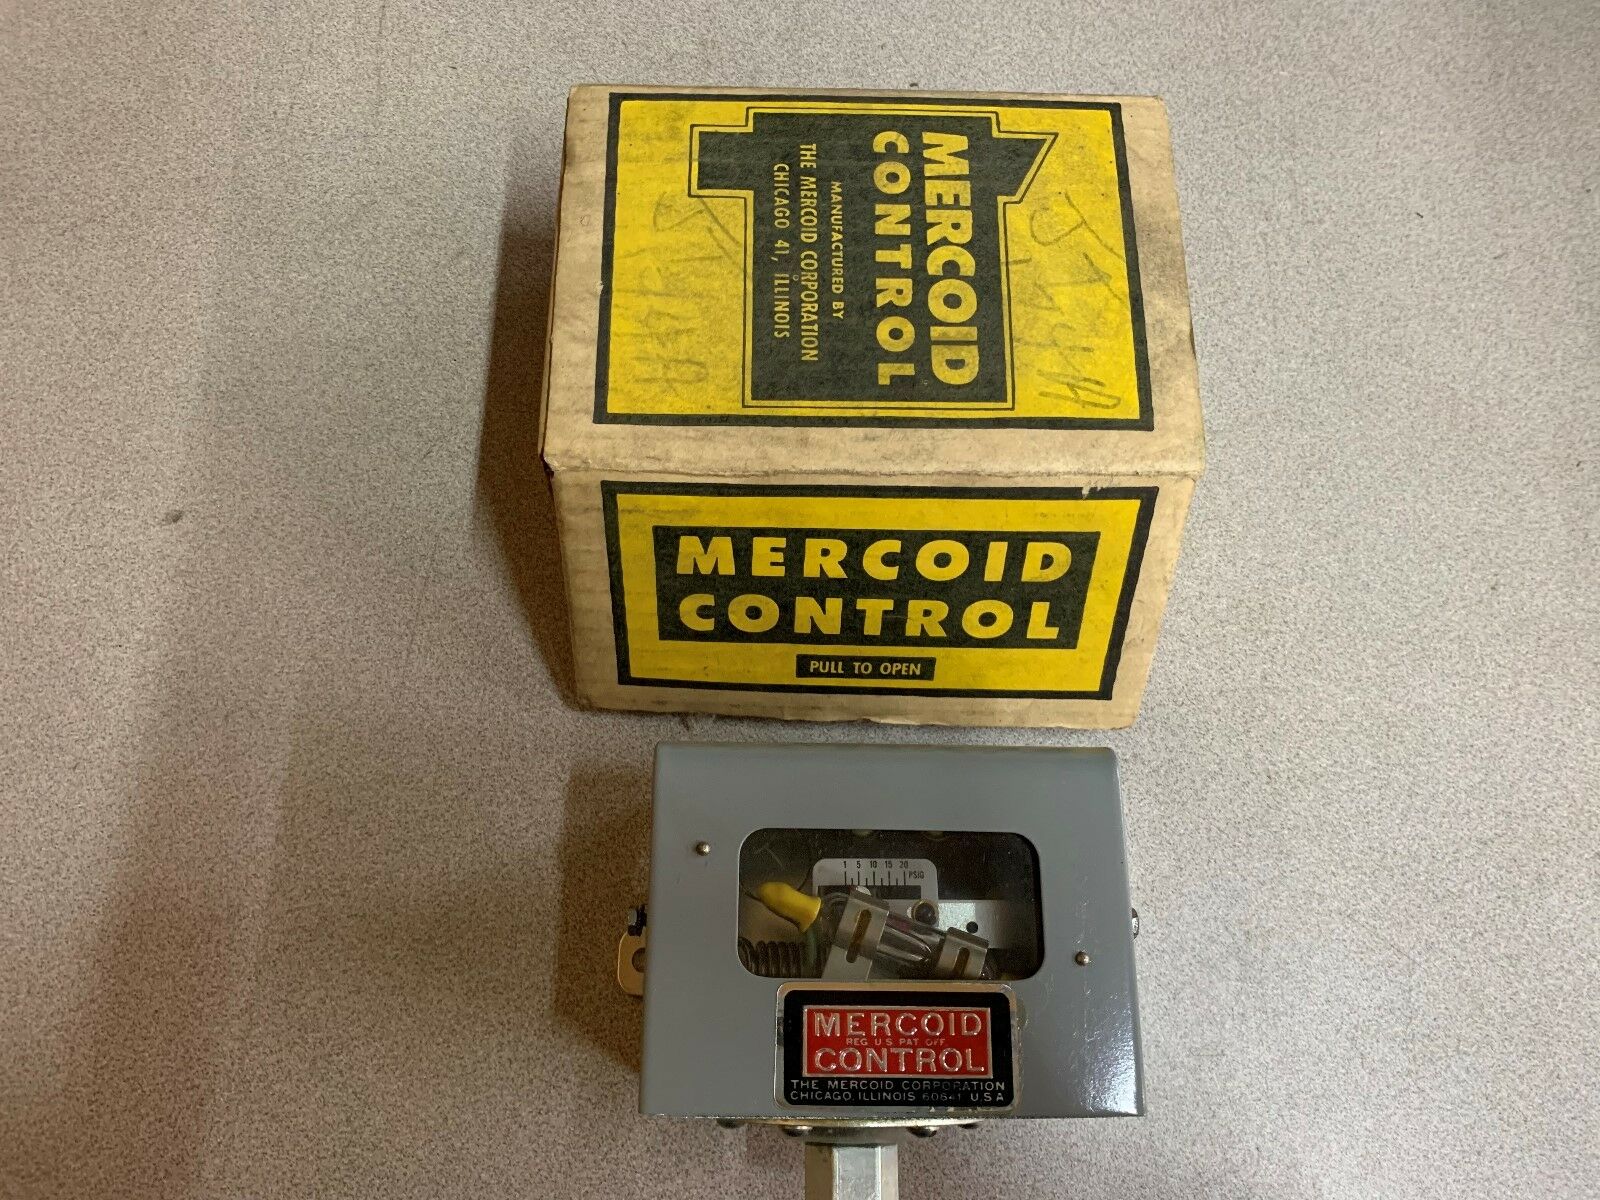 MERCOID
CONTROL
MANUFACTURED BY
THE MERCOID CORPORATION
CHICAGO 41, ILLINOIS
MERCOID
CONTROL
PULL TO OPEN
1 5 10 15 20
PSIG
MERCOID
REG U S PAT OFF
CONTROL
THE MERCOID CORPORATION
CHICAGO, ILLINOIS 60641 U.S.A